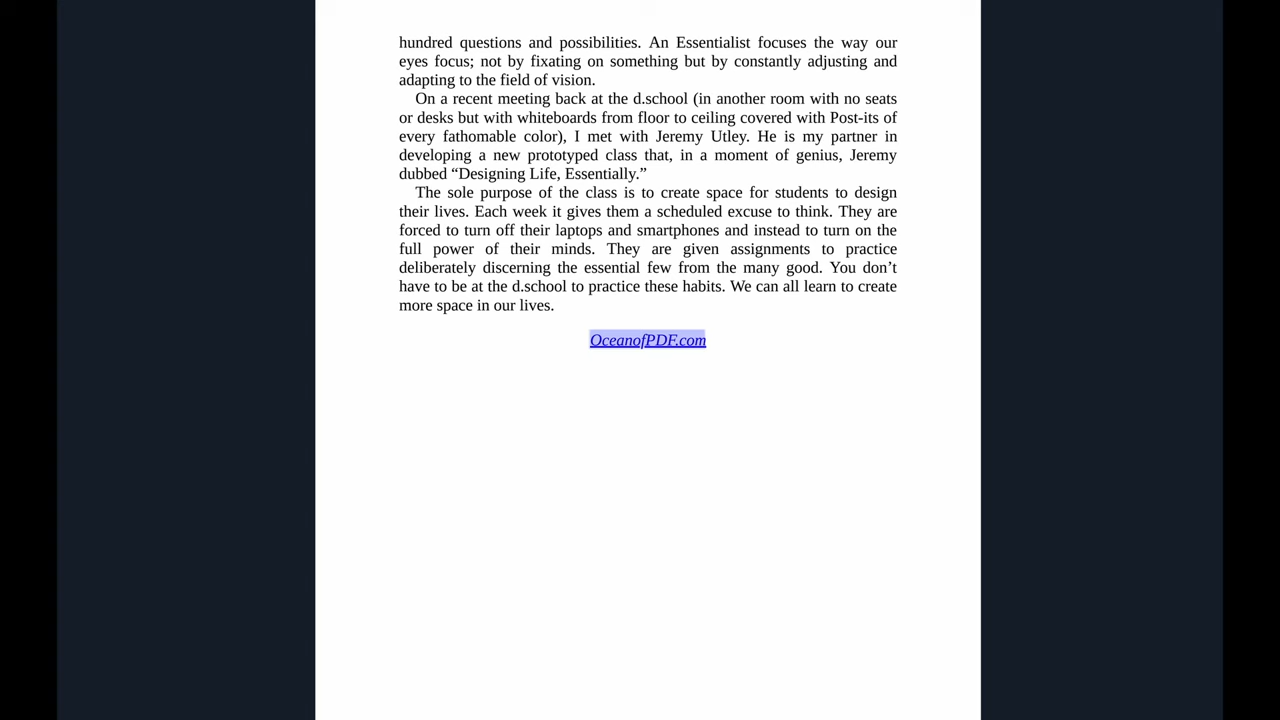 hundred questions and possibilities. An Essentialist focuses the way our
eyes focus; not by fixating on something but by constantly adjusting and
adapting to the field of vision.
On a recent meeting back at the d.school (in another room with no seats
or desks but with whiteboards from floor to ceiling covered with Post-its of
every fathomable color), I met with Jeremy Utley. He is my partner in
developing a new prototyped class that, in a moment of genius, Jeremy
dubbed “Designing Life, Essentially.”
The sole purpose of the class is to create space for students to design
their lives. Each week it gives them a scheduled excuse to think. They are
forced to turn off their laptops and smartphones and instead to turn on the
full power of their minds. They are given assignments to practice
deliberately discerning the essential few from the many good. You don’t
have to be at the d.school to practice these habits. We can all learn to create
more space in our lives.
OceanofPDF.com